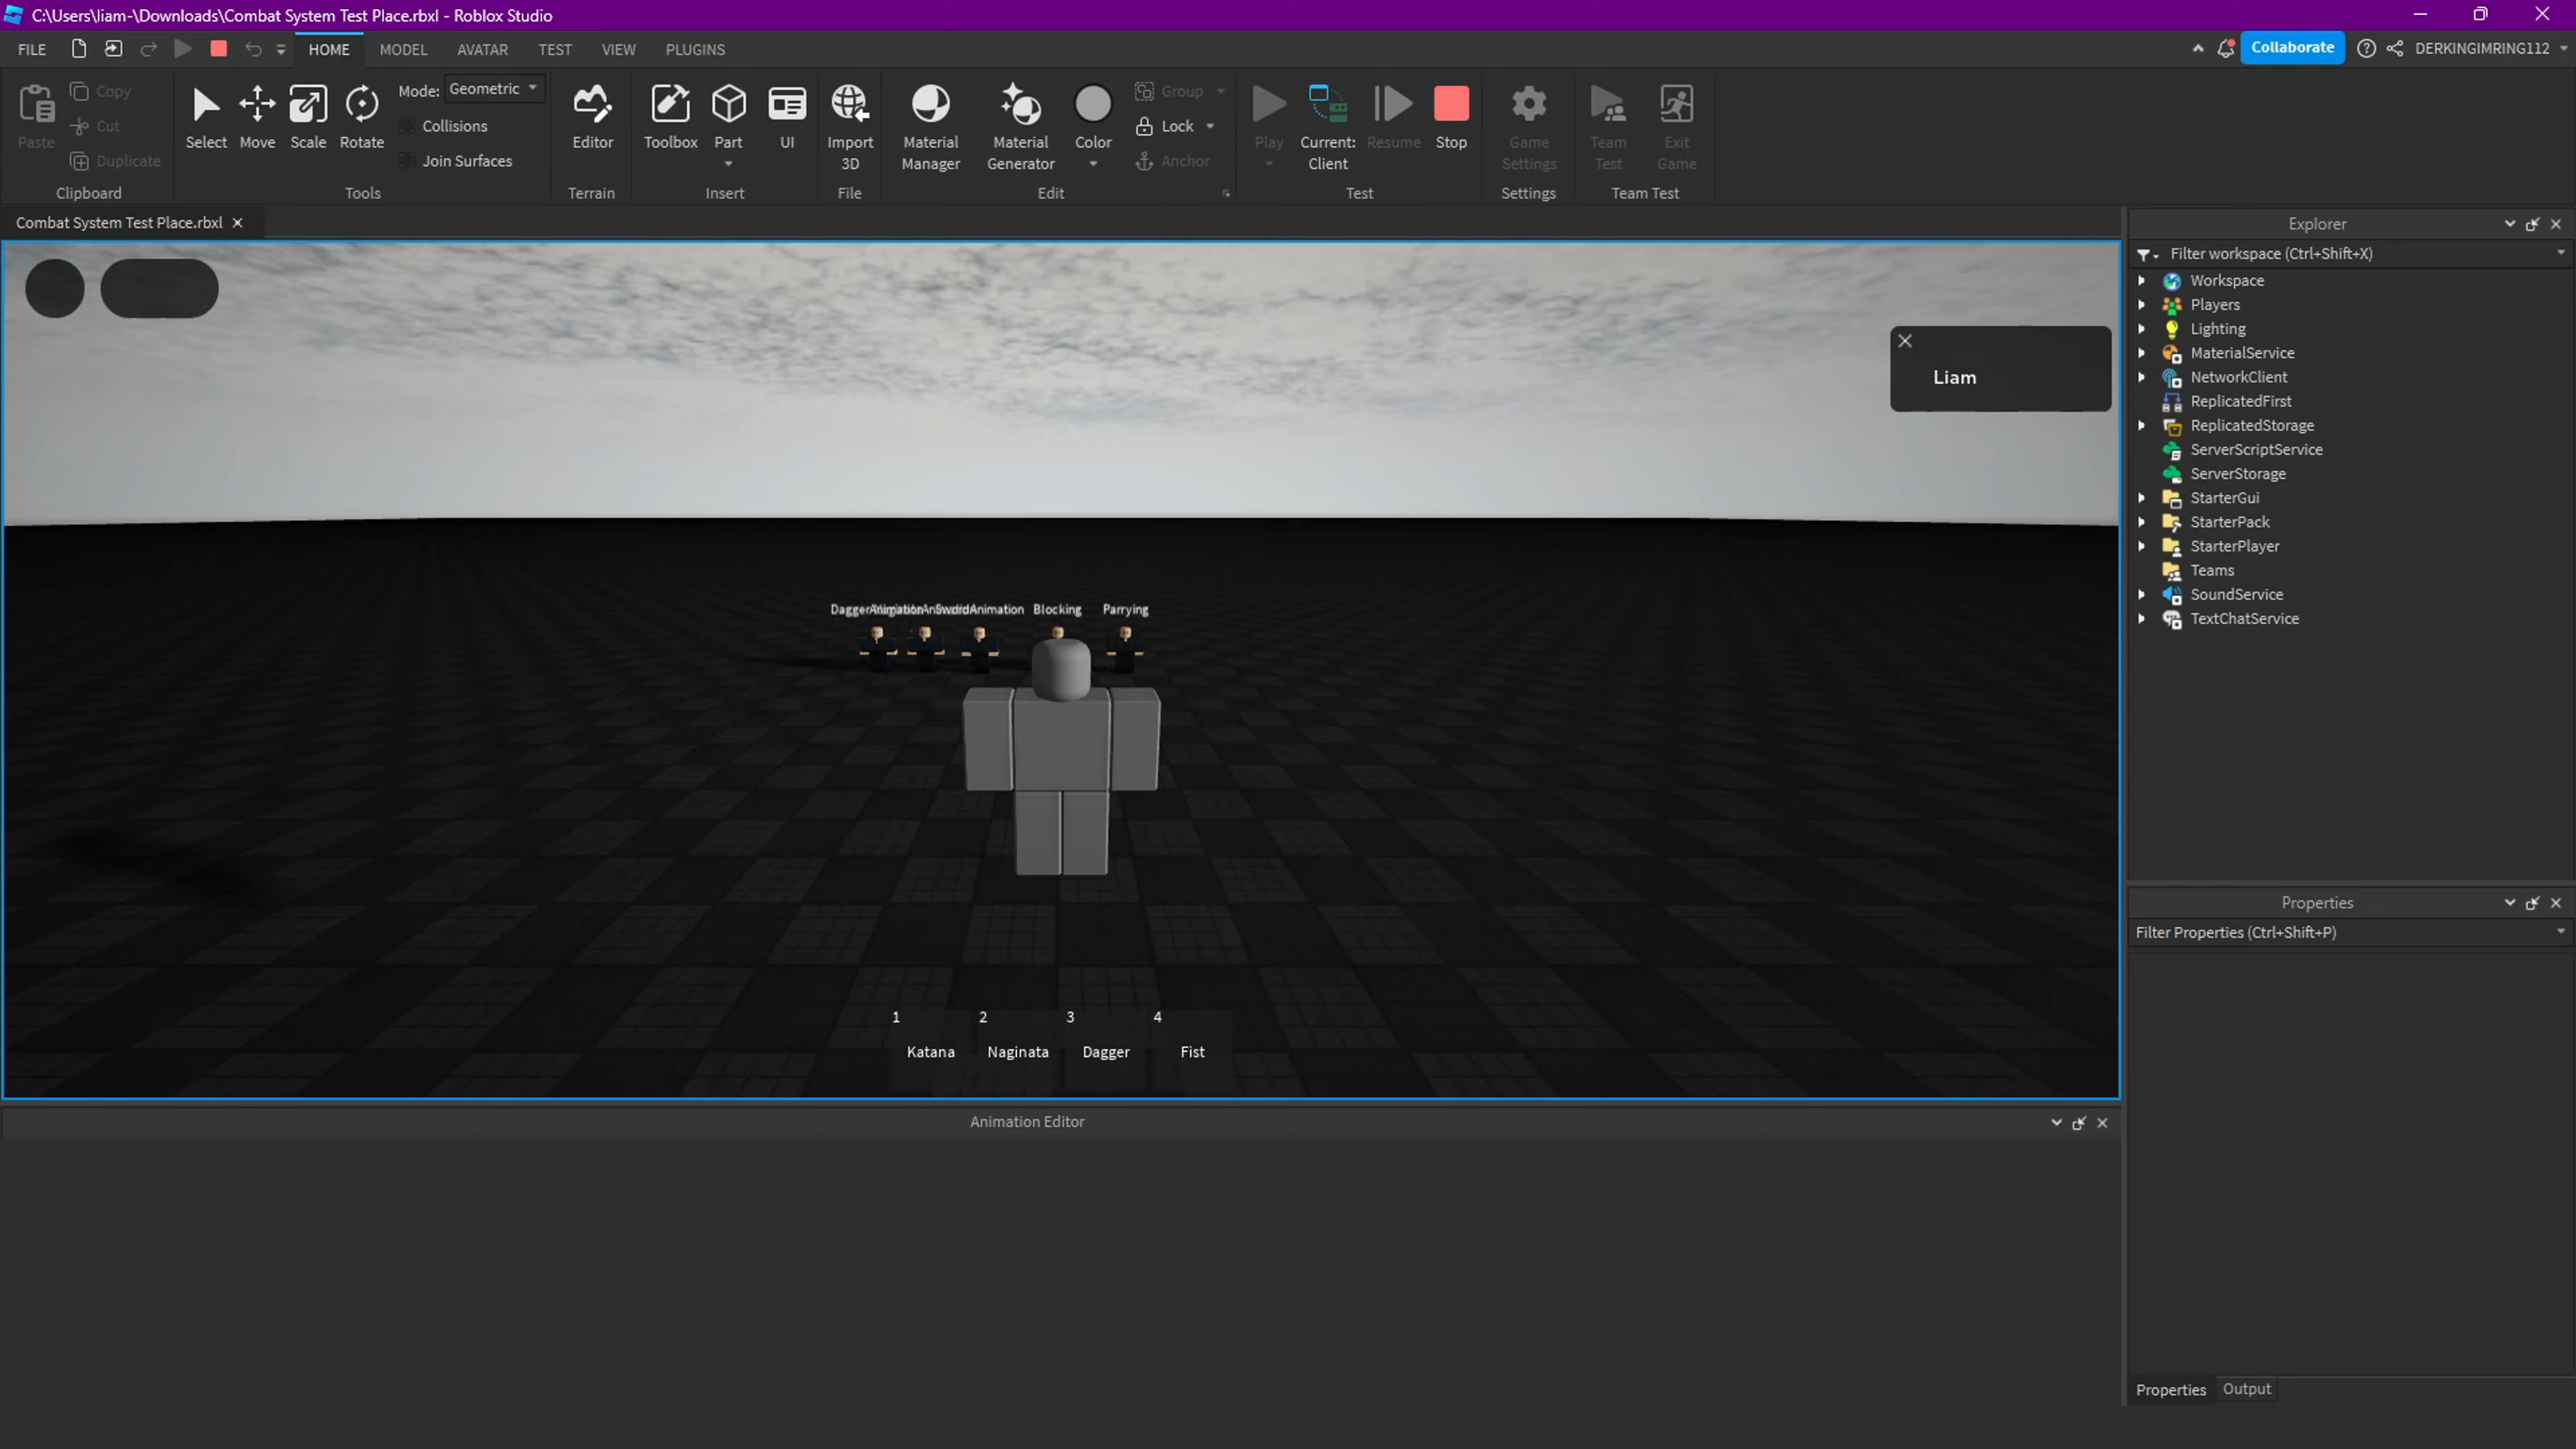 C:\Users\liam-\Downloads\Combat System Test Place.rbxl - Roblox Studio
FILE HOME MODEL AVATAR TEST VIEW PLUGINS Collaborate DERKINGIMRING112
Paste Copy Cut Duplicate
Clipboard
Select Move Scale Rotate Mode: Geometric
Collisions
Join Surfaces
Tools
Editor
Terrain
Toolbox Part UI
Insert
Import 3D
File
Material Manager
Material Generator
Color
Group
Lock
Anchor
Edit
Play Current: Client Resume Stop
Test
Game Settings
Settings
Team Test Exit Game
Team Test
Combat System Test Place.rbxl
Liam
Blocking Parrying
1 2 3 4
Katana Naginata Dagger Fist
Animation Editor
Explorer
Filter workspace (Ctrl+Shift+X)
Workspace
Players
Lighting
MaterialService
NetworkClient
ReplicatedFirst
ReplicatedStorage
ServerScriptService
ServerStorage
StarterGui
StarterPack
StarterPlayer
Teams
SoundService
TextChatService
Properties
Filter Properties (Ctrl+Shift+P)
Properties Output